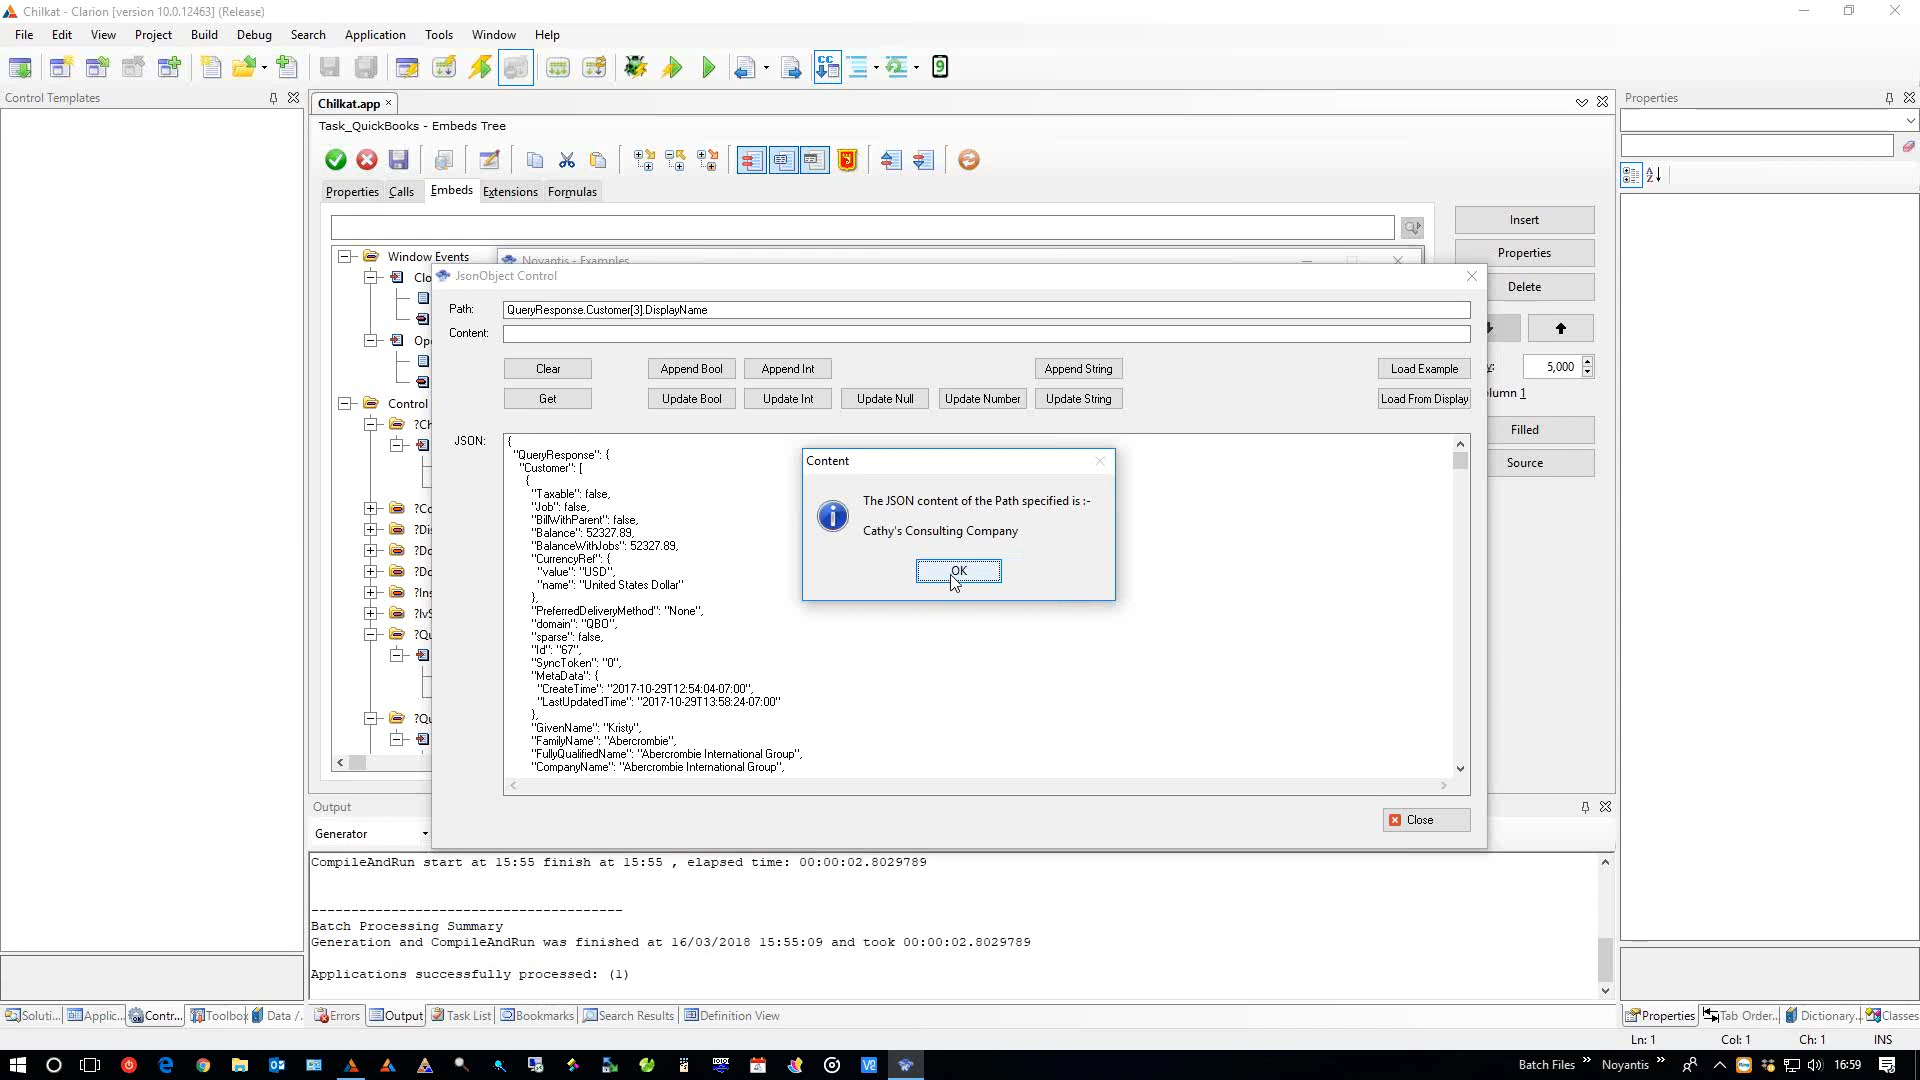 Chilkat - Clarion [version 10.0.12463] (Release)
File Edit View Project Build Debug Search Application Tools Window Help
Control Templates
Chilkat.app
Properties
Task_QuickBooks - Embeds Tree
Properties Calls Embeds Extensions Formulas
Insert
Window Events
Properties
Novantis - Examples
JsonObject Control
Delete
Path: QueryResponse.Customer[3].DisplayName
Content:
5,000
Clear Append Bool Append Int Append String Load Example
Get Update Bool Update Int Update Null Update Number Update String Load From Display
Control
Filled
Source
JSON:
{
"QueryResponse": {
"Customer": [
{
"Taxable": false,
"Job": false,
"BillWithParent": false,
"Balance": 52327.89,
"BalanceWithJobs": 52327.89,
"CurrencyRef": {
"value": "USD",
"name": "United States Dollar"
},
"PreferredDeliveryMethod": "None",
"domain": "QBO",
"sparse": false,
"Id": "67",
"SyncToken": "0",
"MetaData": {
"CreateTime": "2017-10-29T12:54:04-07:00",
"LastUpdatedTime": "2017-10-29T13:58:24-07:00"
},
"GivenName": "Kristy",
"FamilyName": "Abercrombie",
"FullyQualifiedName": "Abercrombie International Group",
"CompanyName": "Abercrombie International Group",
Content
The JSON content of the Path specified is :-
Cathy's Consulting Company
OK
Close
Output
Generator
CompileAndRun start at 15:55 finish at 15:55 , elapsed time: 00:00:02.8029789
---------------------------------------
Batch Processing Summary
Generation and CompileAndRun was finished at 16/03/2018 15:55:09 and took 00:00:02.8029789
Applications successfully processed: (1)
Soluti... Applic... Contr... Toolbox Data /... Errors Output Task List Bookmarks Search Results Definition View Properties Tab Order... Dictionary... Classes
Ln: 1 Col: 1 Ch: 1 INS
Batch Files » Noyantis » 16:59